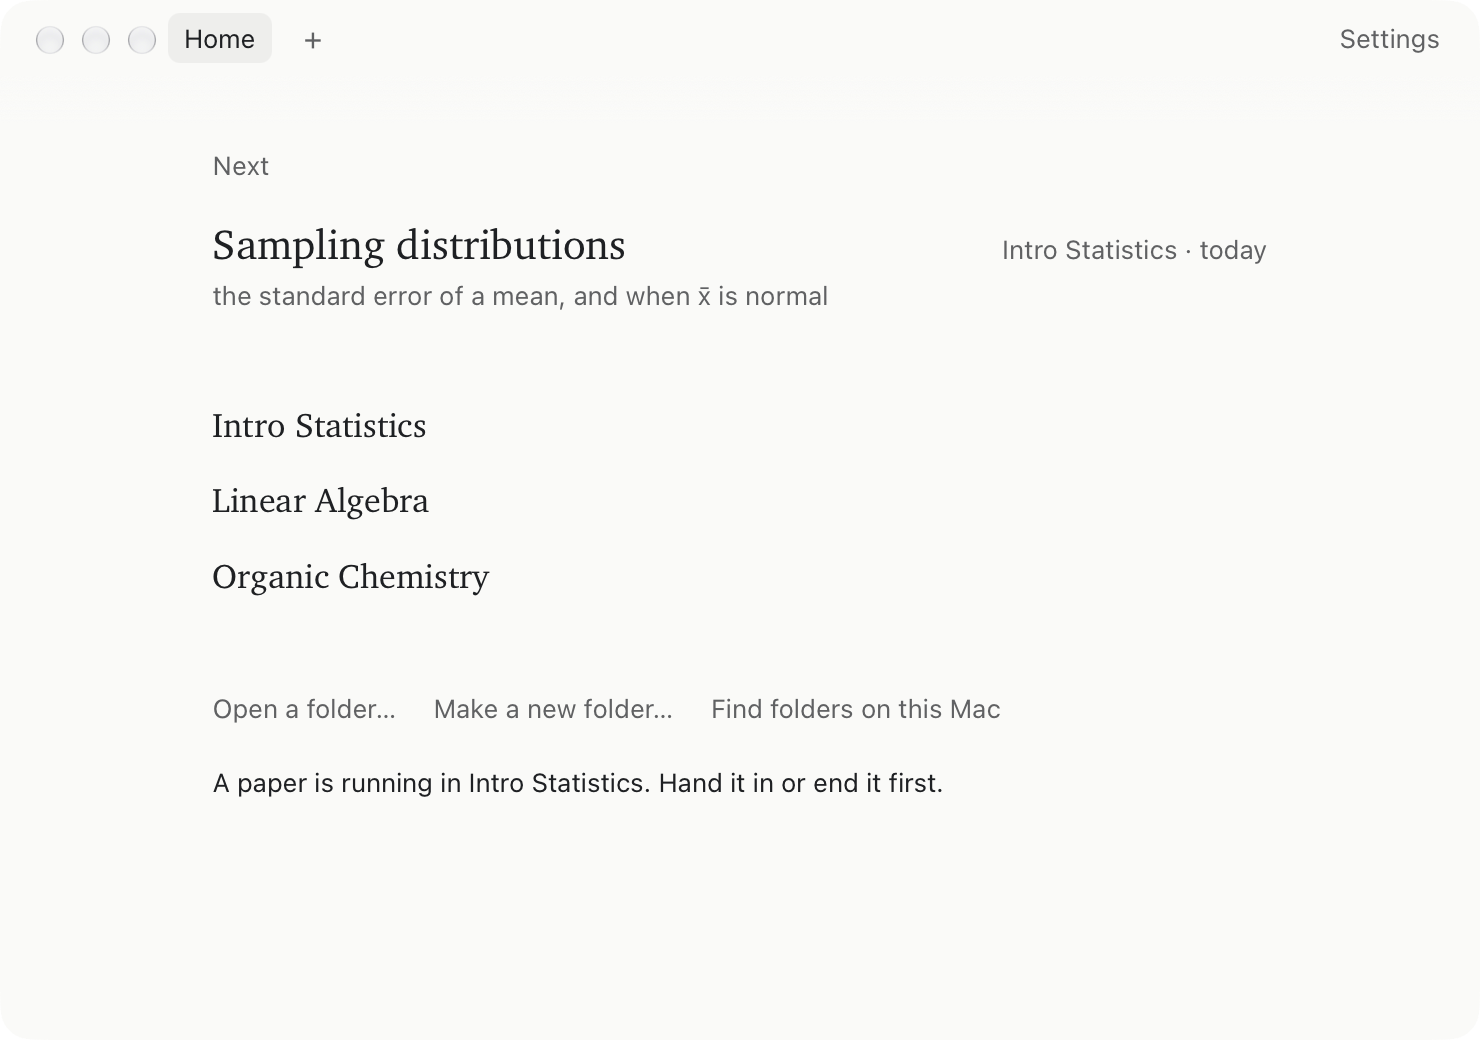 Home + Settings
Next
Sampling distributions Intro Statistics · today
the standard error of a mean, and when x̄ is normal
Intro Statistics
Linear Algebra
Organic Chemistry
Open a folder… Make a new folder… Find folders on this Mac
A paper is running in Intro Statistics. Hand it in or end it first.